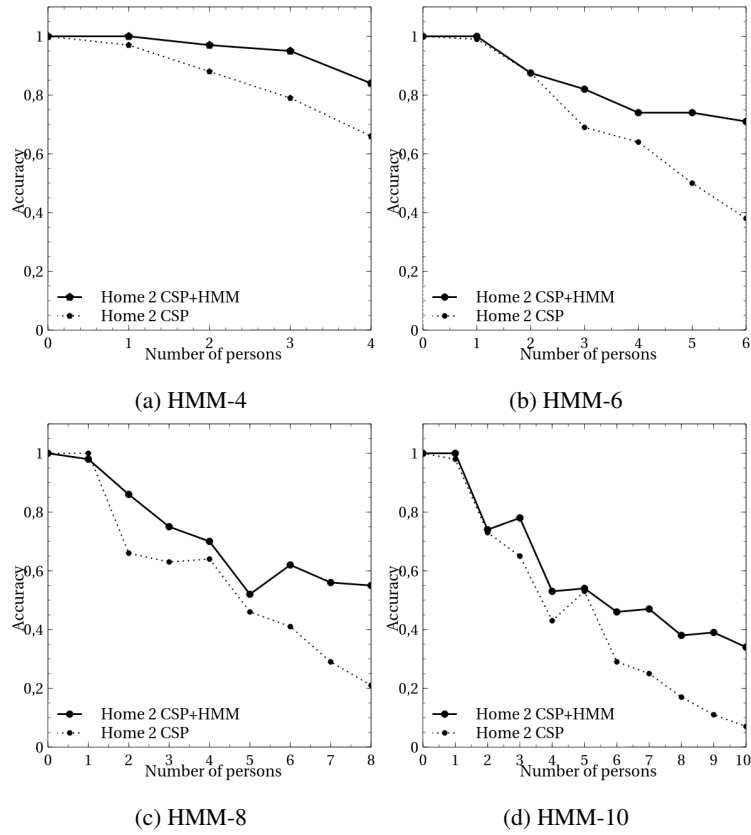 1
0,8
0,6
0,4
0,2
0
Accuracy
Home 2 CSP+HMM
Home 2 CSP
0 1 2 3 4
Number of persons
(a) HMM-4
1
0,8
0,6
0,4
0,2
0
Accuracy
Home 2 CSP+HMM
Home 2 CSP
0 1 2 3 4 5 6
Number of persons
(b) HMM-6
1
0,8
0,6
0,4
0,2
0
Accuracy
Home 2 CSP+HMM
Home 2 CSP
0 1 2 3 4 5 6 7 8
Number of persons
(c) HMM-8
1
0,8
0,6
0,4
0,2
0
Accuracy
Home 2 CSP+HMM
Home 2 CSP
0 1 2 3 4 5 6 7 8 9 10
Number of persons
(d) HMM-10